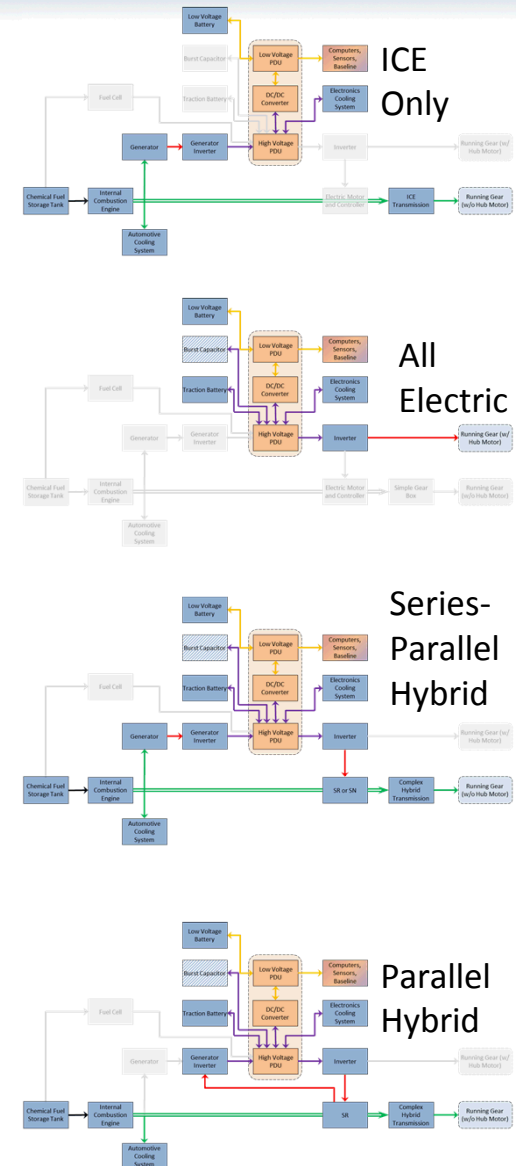 Low Voltage
Battery
Burst Capacitor
Low Voltage
PDU
Computers,
Sensors,
Baseline
ICE
Only
Fuel Cell
Traction Battery
DC/DC
Converter
Electronics
Cooling
System
Generator
Generator
Inverter
High Voltage
PDU
Inverter
Running Gear (w/
Hub Motor)
Chemical Fuel
Storage Tank
Internal
Combustion
Engine
Electric Motor
and Controller
ICE
Transmission
Running Gear
(w/o Hub Motor)
Automotive
Cooling
System
Low Voltage
Battery
Burst Capacitor
Low Voltage
PDU
Computers,
Sensors,
Baseline
All
Electric
Fuel Cell
Traction Battery
DC/DC
Converter
Electronics
Cooling
System
Generator
Generator
Inverter
High Voltage
PDU
Inverter
Running Gear (w/
Hub Motor)
Chemical Fuel
Storage Tank
Internal
Combustion
Engine
Electric Motor
and Controller
Simple Gear
Box
Running Gear
(w/o Hub Motor)
Automotive
Cooling
System
Low Voltage
Battery
Burst Capacitor
Low Voltage
PDU
Computers,
Sensors,
Baseline
Series-
Parallel
Hybrid
Fuel Cell
Traction Battery
DC/DC
Converter
Electronics
Cooling
System
Generator
Generator
Inverter
High Voltage
PDU
Inverter
Running Gear (w/
Hub Motor)
Chemical Fuel
Storage Tank
Internal
Combustion
Engine
SR or SN
Complex
Hybrid
Transmission
Running Gear
(w/o Hub Motor)
Automotive
Cooling
System
Low Voltage
Battery
Burst Capacitor
Low Voltage
PDU
Computers,
Sensors,
Baseline
Parallel
Hybrid
Fuel Cell
Traction Battery
DC/DC
Converter
Electronics
Cooling
System
Generator
Generator
Inverter
High Voltage
PDU
Inverter
Running Gear (w/
Hub Motor)
Chemical Fuel
Storage Tank
Internal
Combustion
Engine
SR
Complex
Hybrid
Transmission
Running Gear
(w/o Hub Motor)
Automotive
Cooling
System